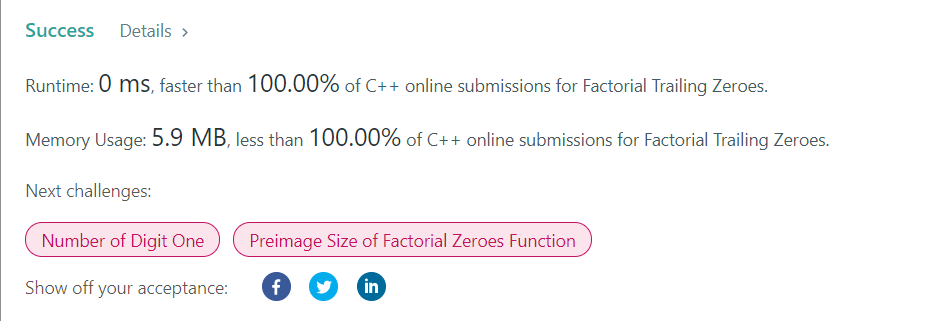 Success Details >
Runtime: 0 ms, faster than 100.00% of C++ online submissions for Factorial Trailing Zeroes.
Memory Usage: 5.9 MB, less than 100.00% of C++ online submissions for Factorial Trailing Zeroes.
Next challenges:
Number of Digit One Preimage Size of Factorial Zeroes Function
Show off your acceptance: f in